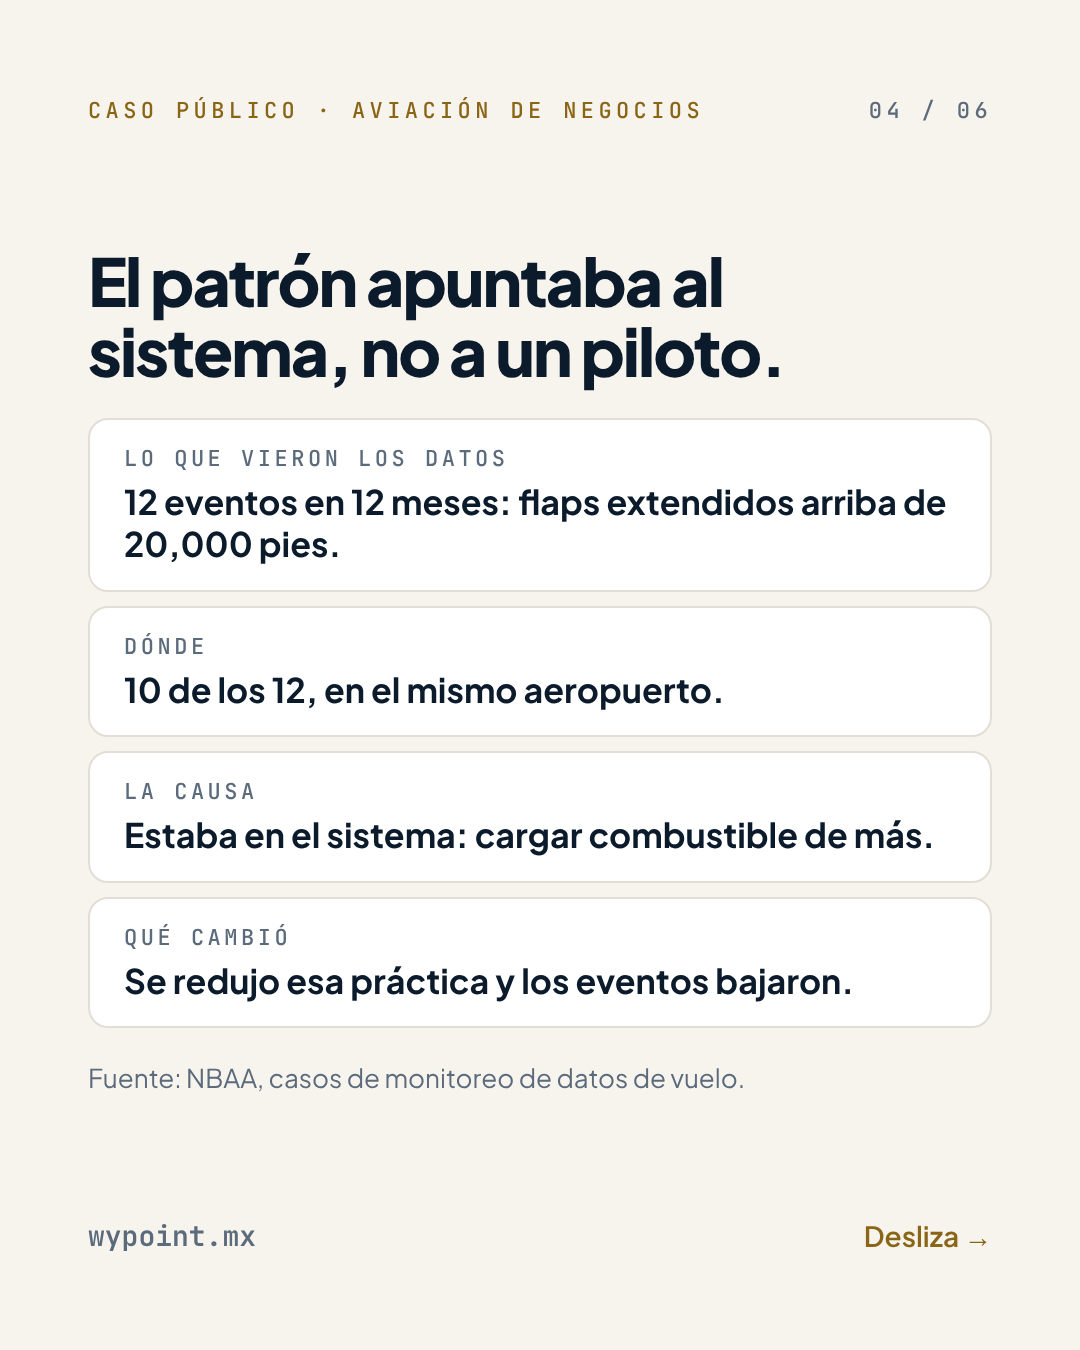 CASO PÚBLICO · AVIACIÓN DE NEGOCIOS
04 / 06
El patrón apuntaba al
sistema, no a un piloto.
LO QUE VIERON LOS DATOS
12 eventos en 12 meses: flaps extendidos arriba de
20,000 pies.
DÓNDE
10 de los 12, en el mismo aeropuerto.
LA CAUSA
Estaba en el sistema: cargar combustible de más.
QUÉ CAMBIÓ
Se redujo esa práctica y los eventos bajaron.
Fuente: NBAA, casos de monitoreo de datos de vuelo.
wypoint.mx
Desliza →